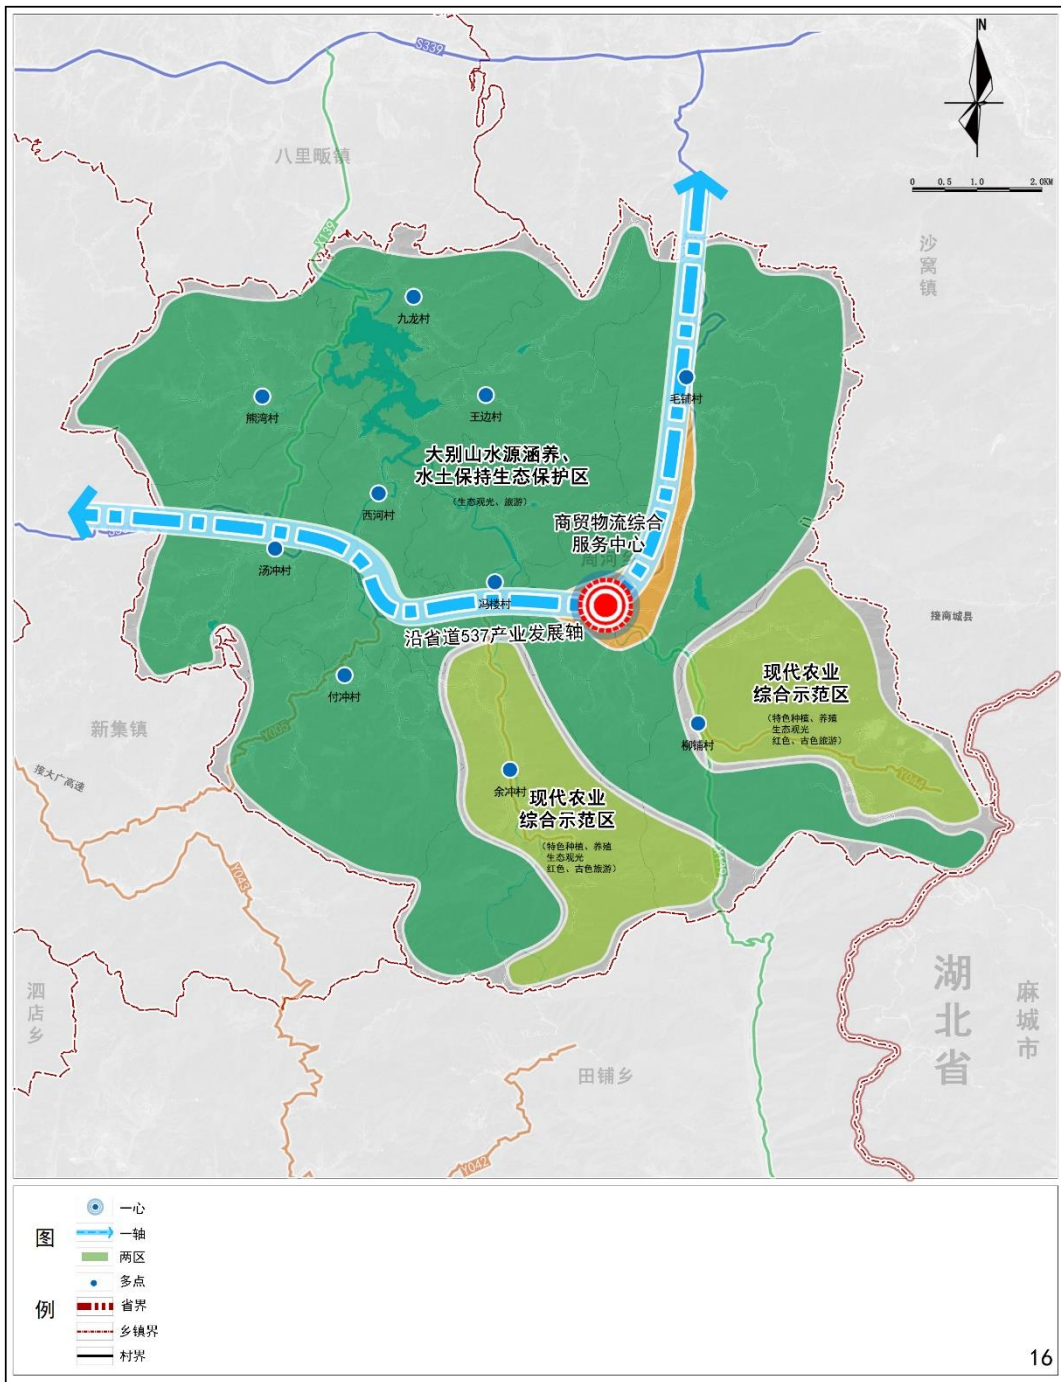 S339
N
八里畈镇
0 0.5 1.0 2.0KM
沙窝镇
X139
九龙村
熊湾村
王边村
毛铺村
大别山水源涵养、
水土保持生态保护区
(生态观光、旅游)
西河村
商贸物流综合
服务中心
周河乡
汤冲村
冯楼村
沿省道537产业发展轴
接商城县
现代农业
综合示范区
(特色种植、养殖
生态观光
红色、古色旅游)
付冲村
柳铺村
新集镇
Y005
接大广高速
余冲村
现代农业
综合示范区
(特色种植、养殖
生态观光
红色、古色旅游)
Y044
Y043
泗店乡
湖北省
麻城市
田铺乡
Y042
图例
一心
一轴
两区
多点
省界
乡镇界
村界
16